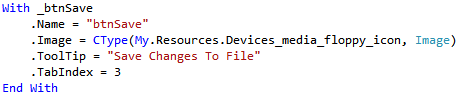 With _btnSave
    .Name = "btnSave"
    .Image = CType(My.Resources.Devices_media_floppy_icon, Image)
    .ToolTip = "Save Changes To File"
    .TabIndex = 3
End With